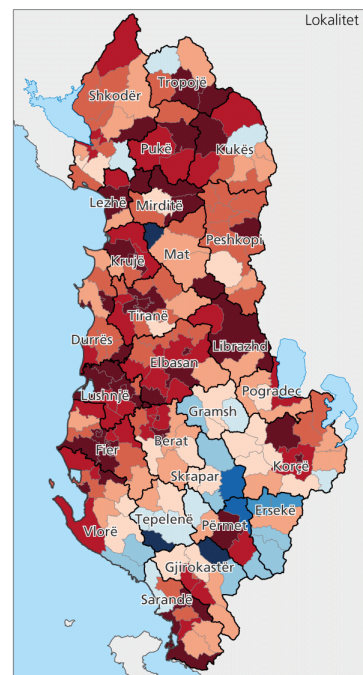 Lokalitet
Shkodër
Tropojë
Pukë
Kukës
Lezhë
Mirditë
Peshkopi
Mat
Krujë
Tiranë
Durrës
Librazhd
Elbasan
Pogradec
Lushnjë
Gramsh
Berat
Fier
Korçë
Skrapar
Ersekë
Tepelenë
Përmet
Vlorë
Gjirokastër
Sarandë